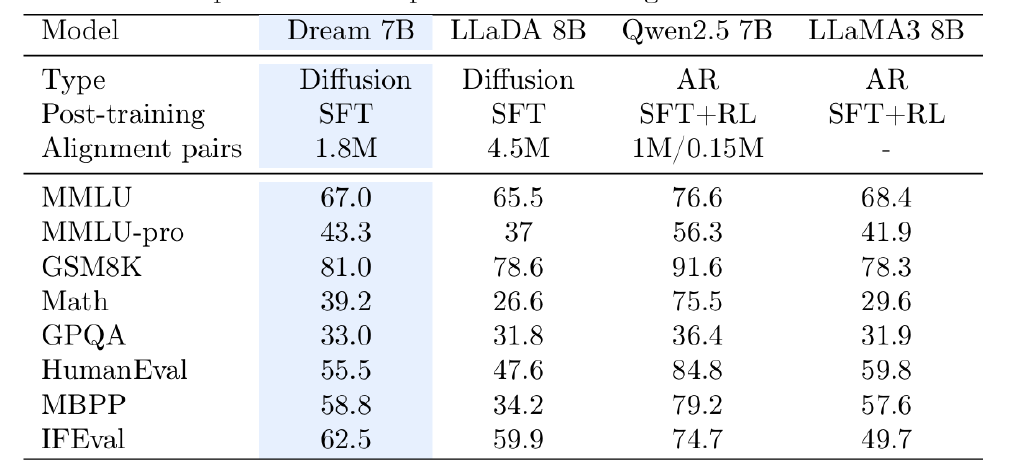 Model Dream 7B LLaDA 8B Qwen2.5 7B LLaMA3 8B
Type Diffusion Diffusion AR AR
Post-training SFT SFT SFT+RL SFT+RL
Alignment pairs 1.8M 4.5M 1M/0.15M -
MMLU 67.0 65.5 76.6 68.4
MMLU-pro 43.3 37 56.3 41.9
GSM8K 81.0 78.6 91.6 78.3
Math 39.2 26.6 75.5 29.6
GPQA 33.0 31.8 36.4 31.9
HumanEval 55.5 47.6 84.8 59.8
MBPP 58.8 34.2 79.2 57.6
IFEval 62.5 59.9 74.7 49.7